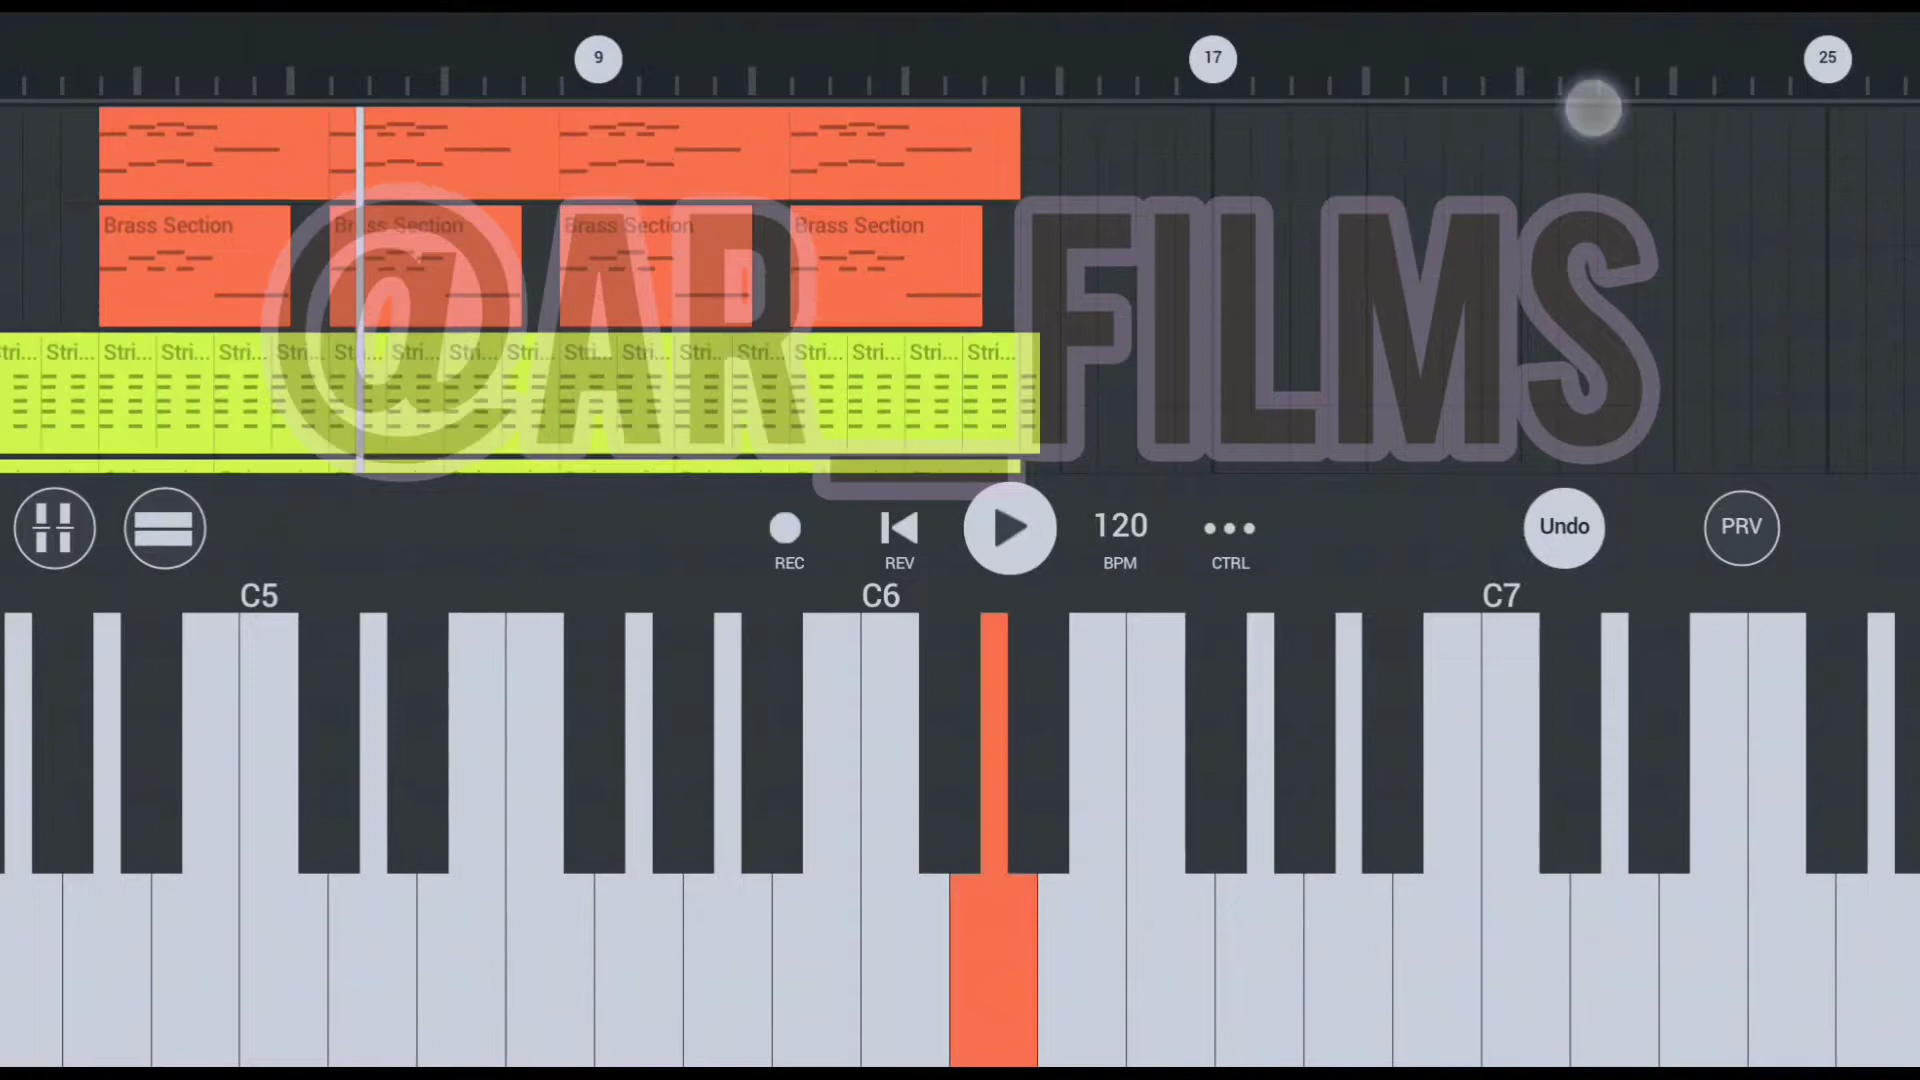 9 17 25
Brass Section Brass Section Brass Section Brass Section
tri... Stri... Stri... Stri... Stri... Stri... Stri... Stri... Stri... Stri... Stri... Stri... Stri... Stri... Stri... Stri... Stri... Stri...
@AR_FILMS
120 Undo PRV
REC REV BPM CTRL
C5 C6 C7